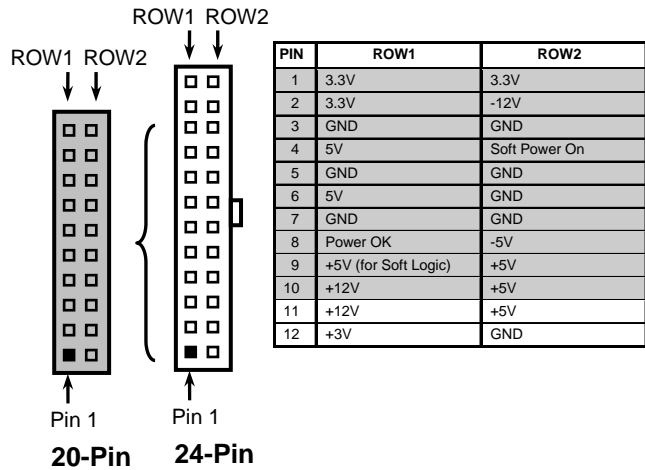 ROW1 ROW2
ROW1 ROW2
Pin 1
Pin 1
20-Pin
24-Pin
PIN ROW1 ROW2
1 3.3V 3.3V
2 3.3V -12V
3 GND GND
4 5V Soft Power On
5 GND GND
6 5V GND
7 GND GND
8 Power OK -5V
9 +5V (for Soft Logic) +5V
10 +12V +5V
11 +12V +5V
12 +3V GND